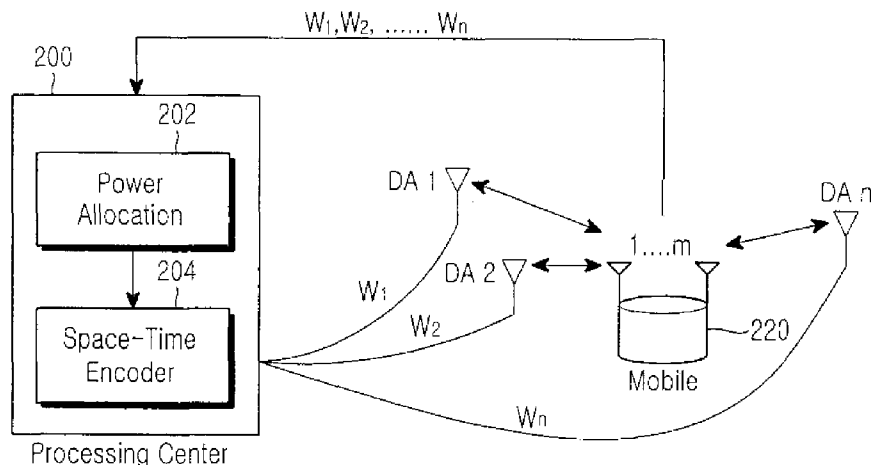 W1,W2, ...... Wn
200
202
Power
Allocation
204
Space-Time
Encoder
Processing Center
DA 1
DA 2
DA n
1....m
W1
W2
Wn
220
Mobile